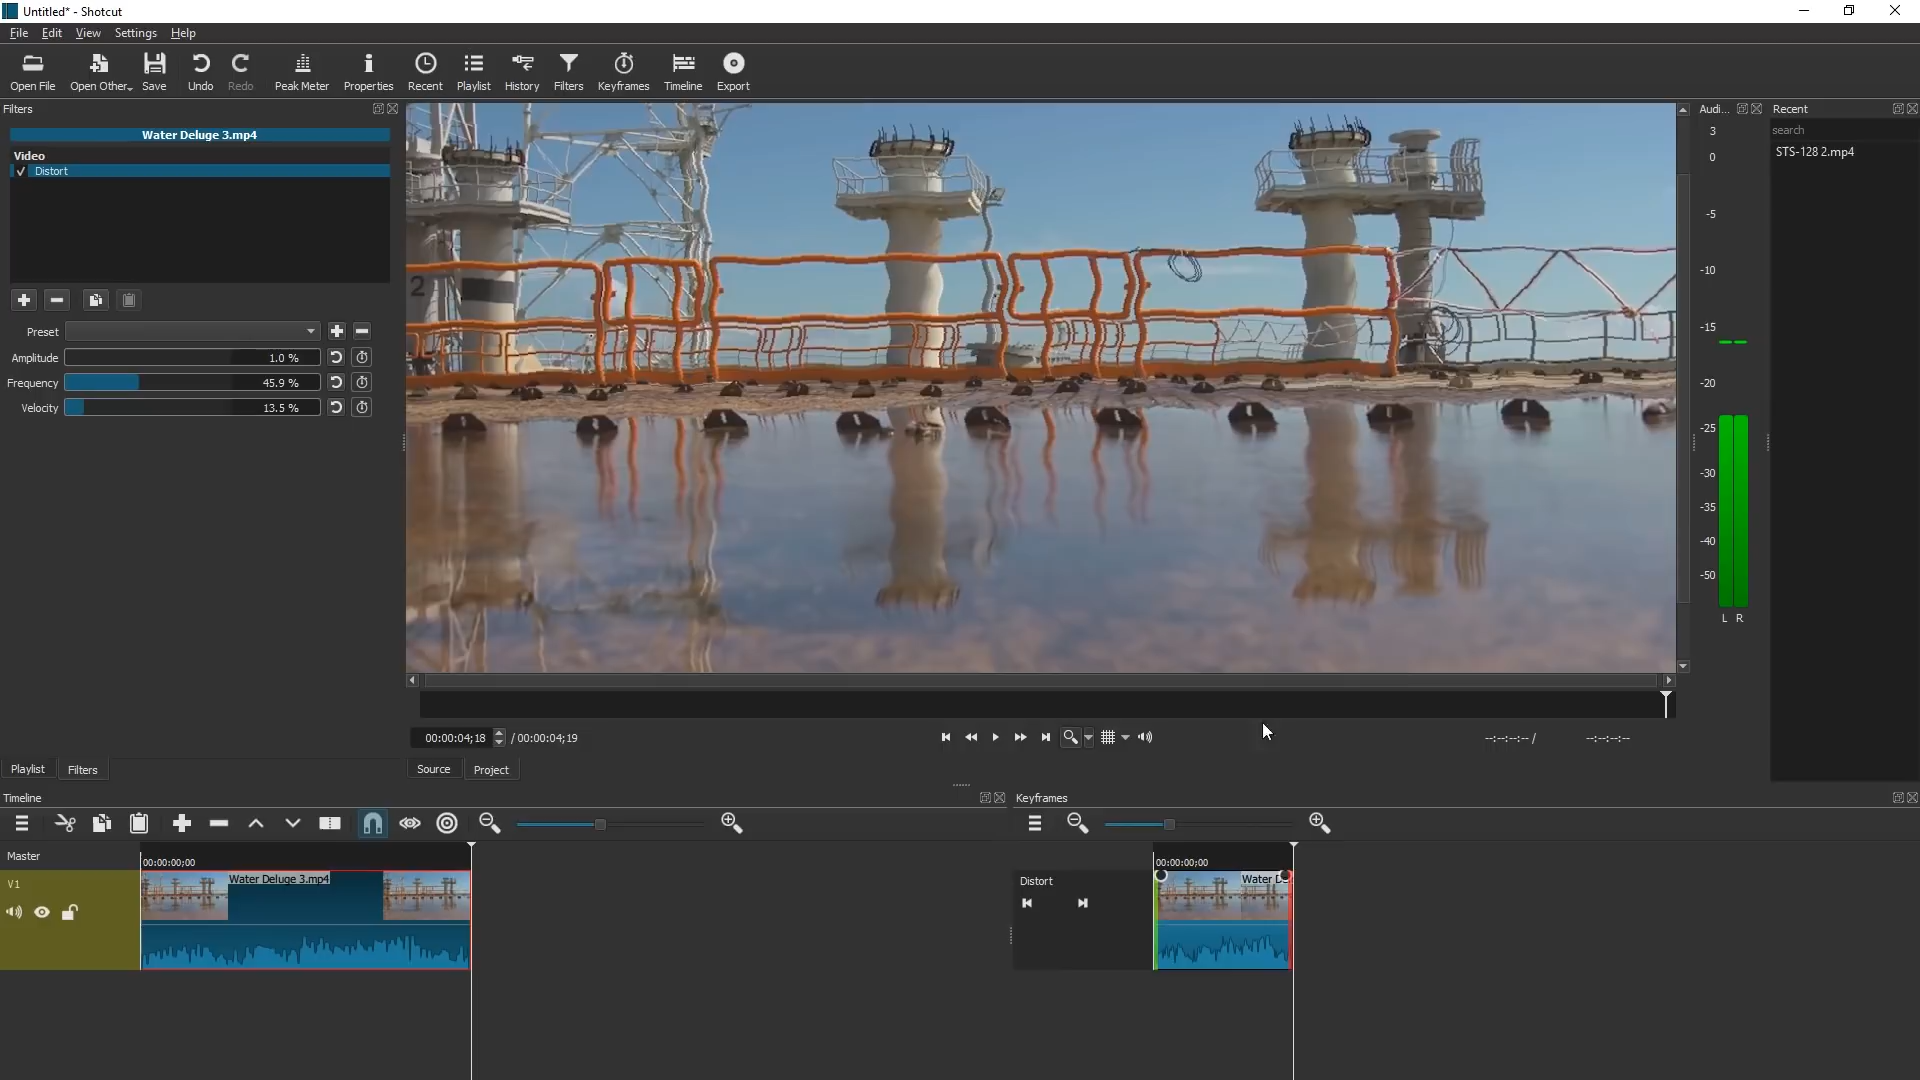 Untitled* - Shotcut
File Edit View Settings Help
Open File Open Other... Save Undo Redo Peak Meter Properties Recent Playlist History Filters Keyframes Timeline Export
Filters
Water Deluge 3.mp4
Video
Distort
Preset
Amplitude 1.0 %
Frequency 45.9 %
Velocity 13.5 %
2
Audi...
3
0
-5
-10
-15
-20
-25
-30
-35
-40
-50
L R
Recent
search
STS-128 2.mp4
00:00:04;18 / 00:00:04;19
--:--:--:-- / --:--:--:--
Playlist Filters
Source Project
Timeline
Master
00:00:00;00
V1
Water Deluge 3.mp4
Keyframes
00:00:00;00
Distort
Water De